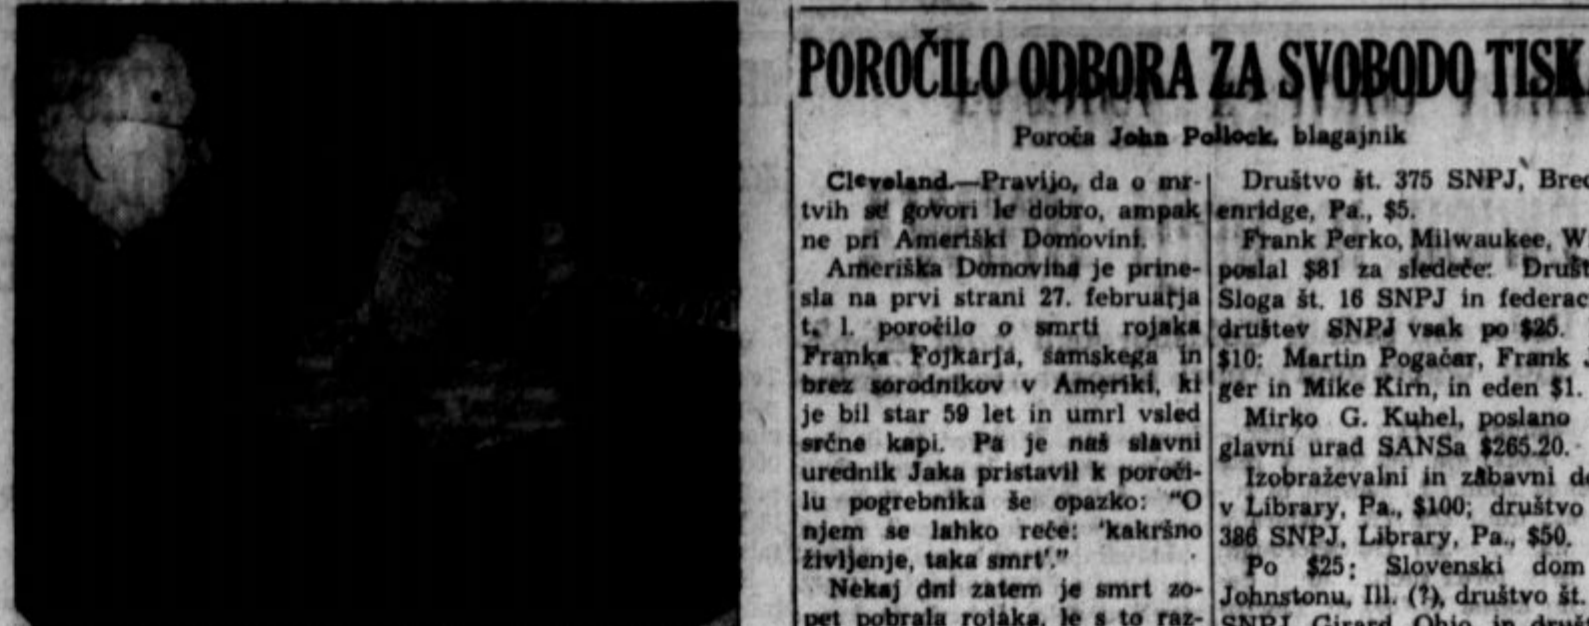 POROČILO ODBORA ZA SVOBODO TISK
Poroča John Pollock, blagajnik
Cleveland.—Pravijo, da o mr-
tvih se govori le dobro, ampak
ne pri Ameriški Domovini.
Ameriška Domovina je prine-
sla na prvi strani 27. februarja
t. l. poročilo o smrti rojaka
Franka Fojkarja, samskega in
brez sorodnikov v Ameriki, ki
je bil star 59 let in umrl vsled
srčne kapi. Pa je naš slavni
urednik Jaka pristavil k poroči-
lu pogrebnika še opazko: "O
njem se lahko reče: 'kakršno
življenje, taka smrt'."
Nekaj dni zatem je smrt zo-
pet pobrala rojaka, le s to raz-
Društvo št. 375 SNPJ, Brec
enridge, Pa., $5.
Frank Perko, Milwaukee, W
poslal $81 za sledeče: Društ
Sloga št. 16 SNPJ in federac
društev SNPJ vsak po $25.
$10: Martin Pogačar, Frank
ger in Mike Kirn, in eden $1.
Mirko G. Kuhel, poslano
glavni urad SANSa $265.20.
Izobraževalni in zabavni d
v Library, Pa., $100; društvo
386 SNPJ, Library, Pa., $50.
Po $25: Slovenski dom
Johnstonu, Ill. (?), društvo št.
SNPJ, Girard, Ohio, in društ